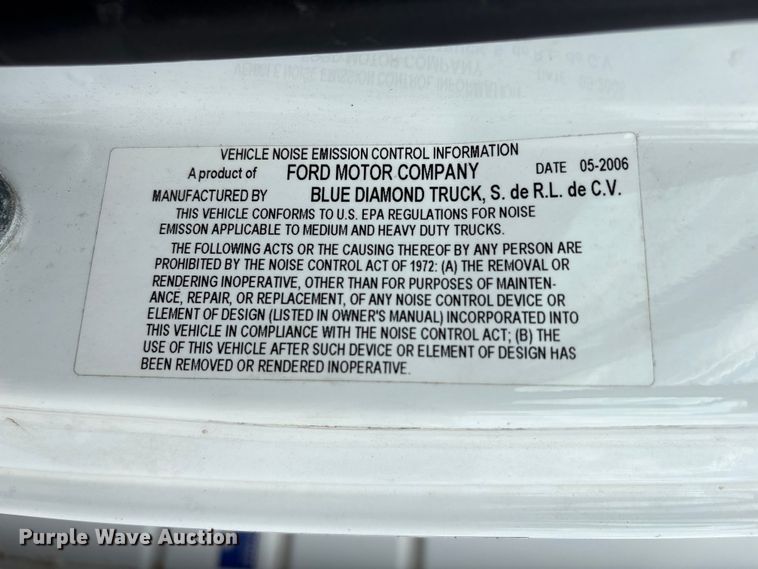 VEHICLE NOISE EMISSION CONTROL INFORMATION
A product of FORD MOTOR COMPANY DATE 05-2006
MANUFACTURED BY BLUE DIAMOND TRUCK, S. de R.L. de C.V.
THIS VEHICLE CONFORMS TO U.S. EPA REGULATIONS FOR NOISE
EMISSON APPLICABLE TO MEDIUM AND HEAVY DUTY TRUCKS.
THE FOLLOWING ACTS OR THE CAUSING THEREOF BY ANY PERSON ARE
PROHIBITED BY THE NOISE CONTROL ACT OF 1972: (A) THE REMOVAL OR
RENDERING INOPERATIVE, OTHER THAN FOR PURPOSES OF MAINTEN-
ANCE, REPAIR, OR REPLACEMENT, OF ANY NOISE CONTROL DEVICE OR
ELEMENT OF DESIGN (LISTED IN OWNER'S MANUAL) INCORPORATED INTO
THIS VEHICLE IN COMPLIANCE WITH THE NOISE CONTROL ACT; (B) THE
USE OF THIS VEHICLE AFTER SUCH DEVICE OR ELEMENT OF DESIGN HAS
BEEN REMOVED OR RENDERED INOPERATIVE.
Purple Wave Auction